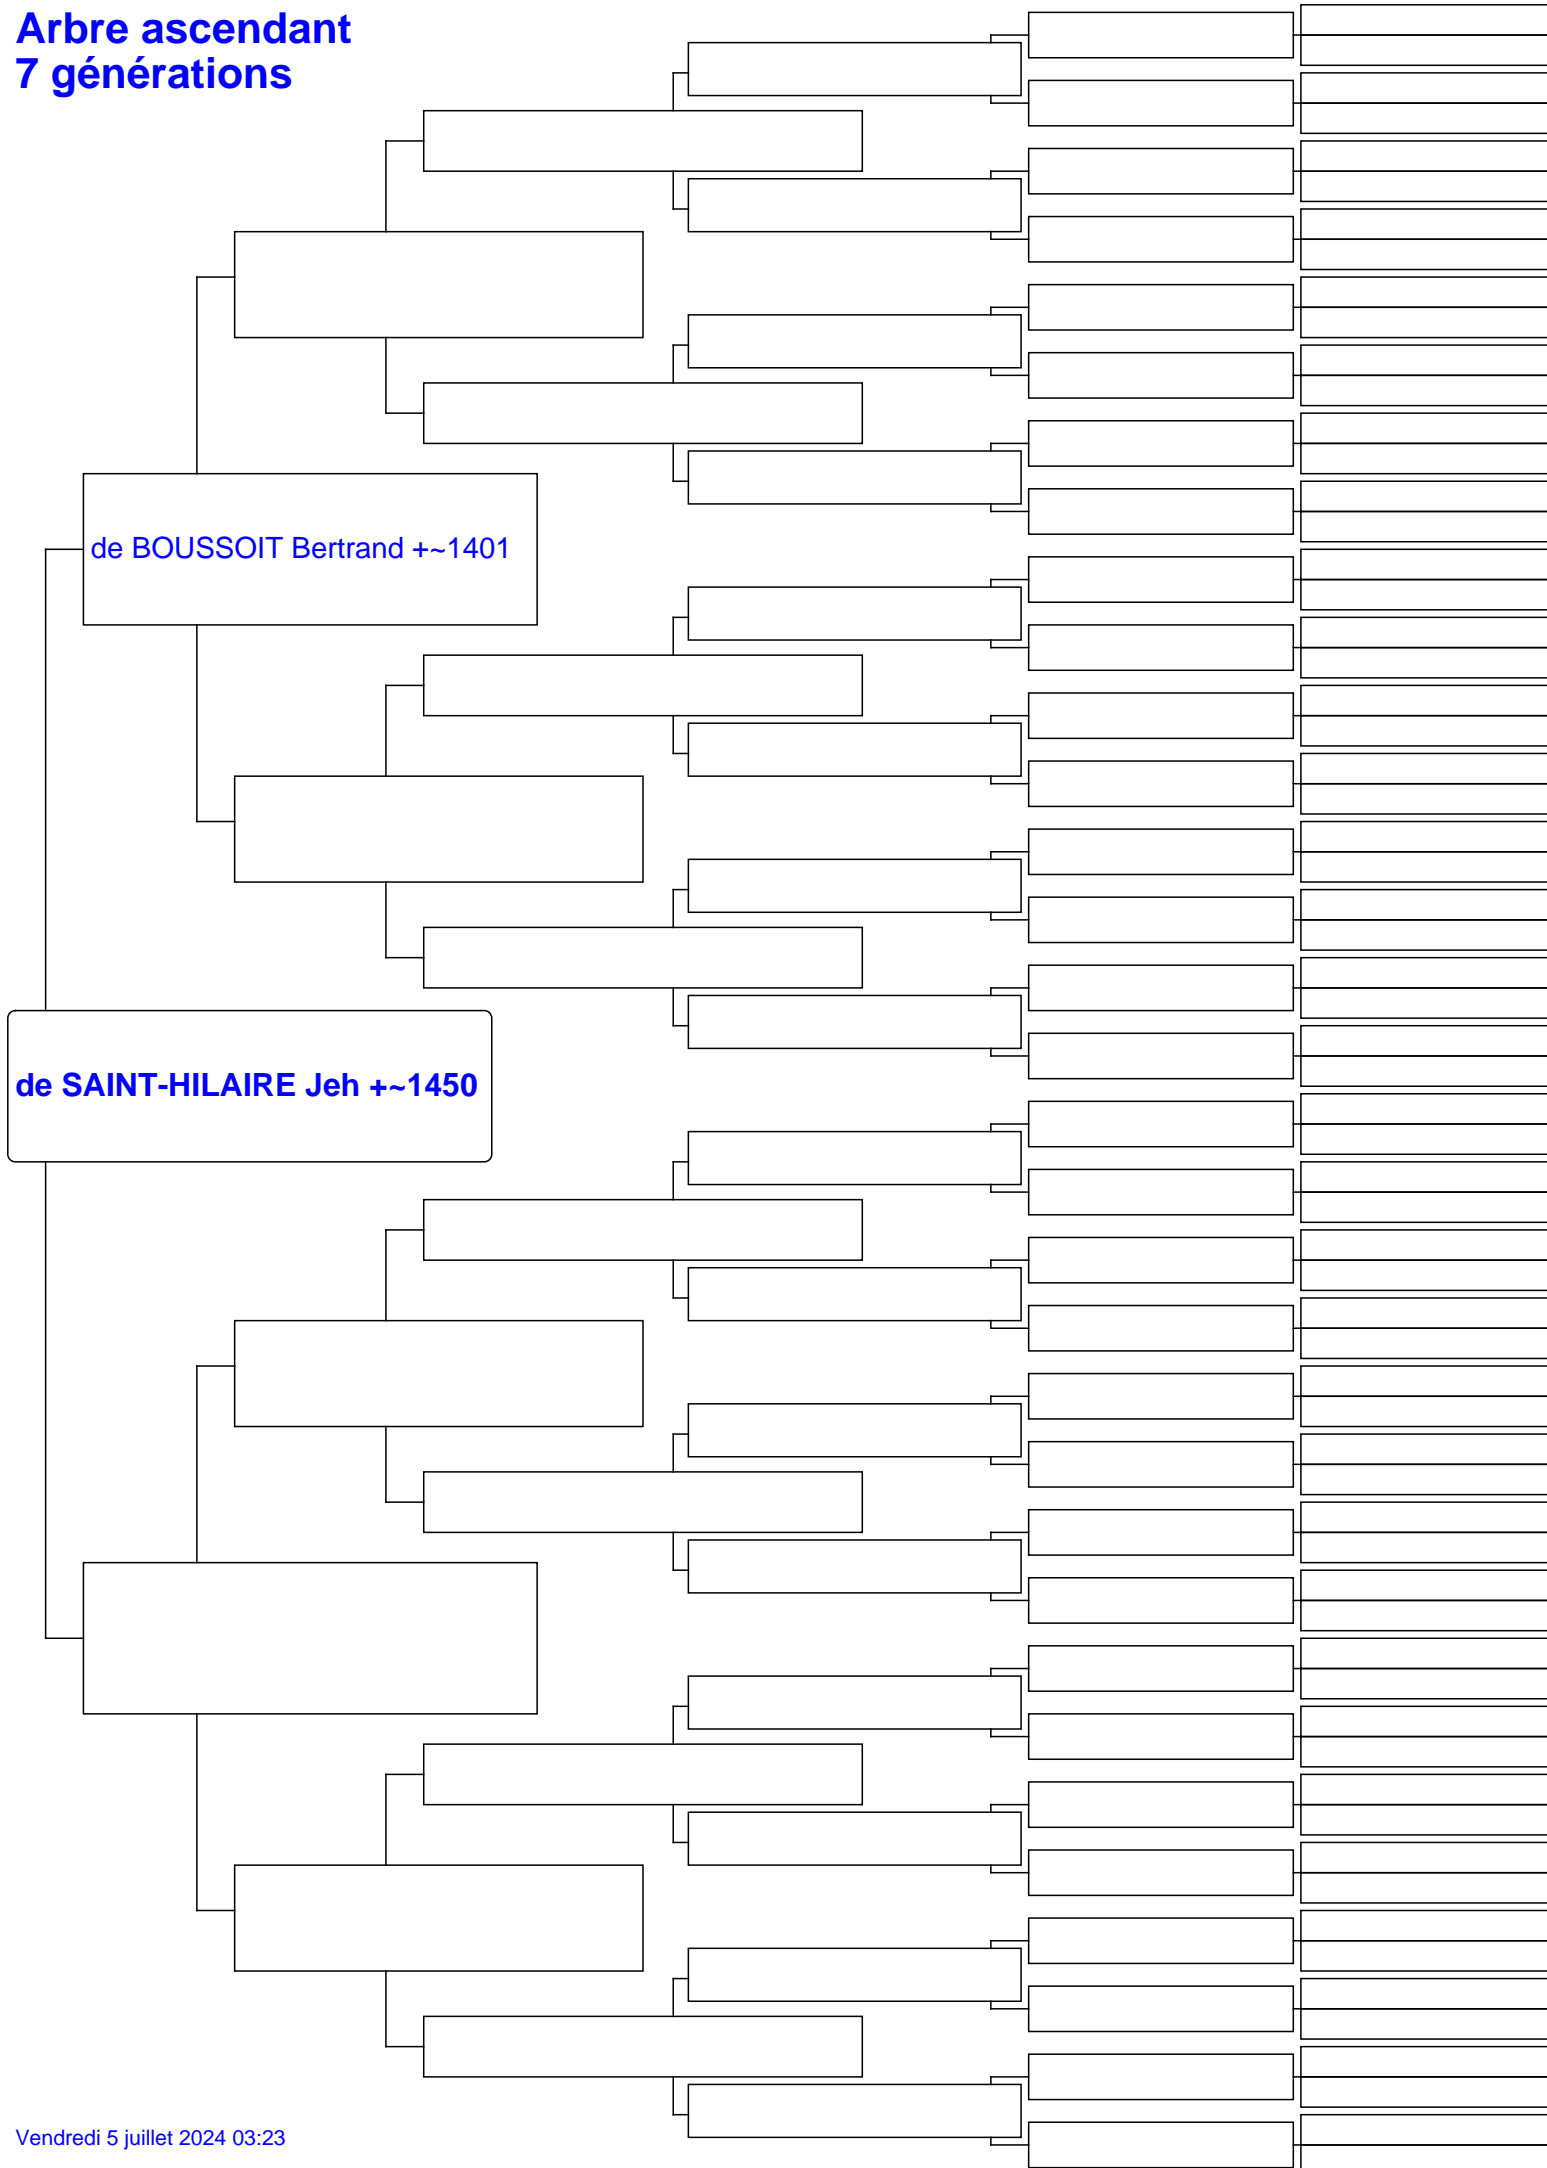 Arbre ascendant
7 générations
de BOUSSOIT Bertrand +~1401
de SAINT-HILAIRE Jeh +~1450
Vendredi 5 juillet 2024 03:23